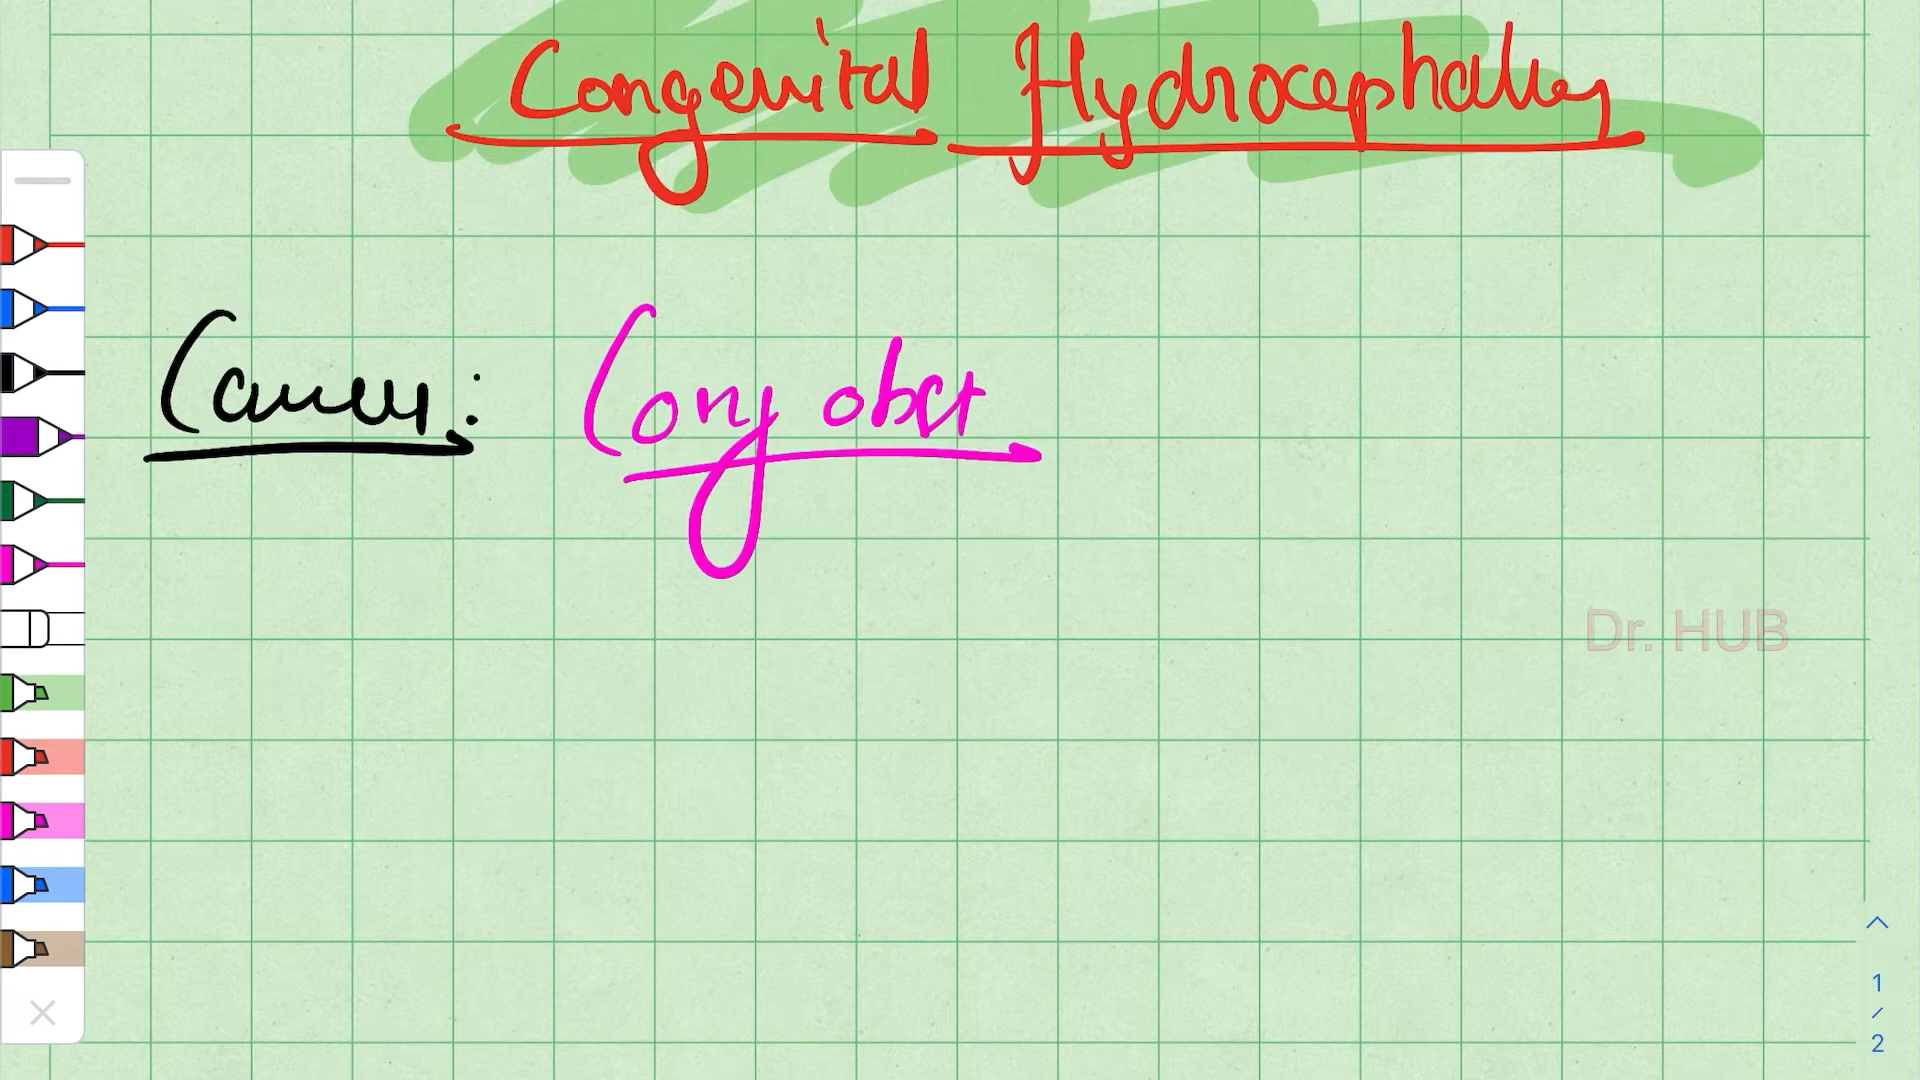 Congenital Hydrocephalus
Causes: Cong obst
Dr. HUB
1
/
2